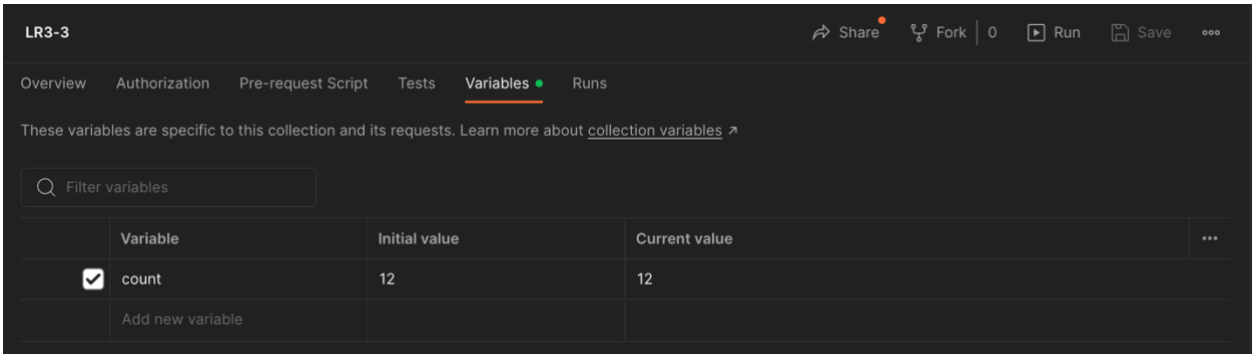 LR3-3 Share Fork 0 Run Save
Overview Authorization Pre-request Script Tests Variables Runs
These variables are specific to this collection and its requests. Learn more about collection variables ↗
Filter variables
Variable Initial value Current value
count 12 12
Add new variable